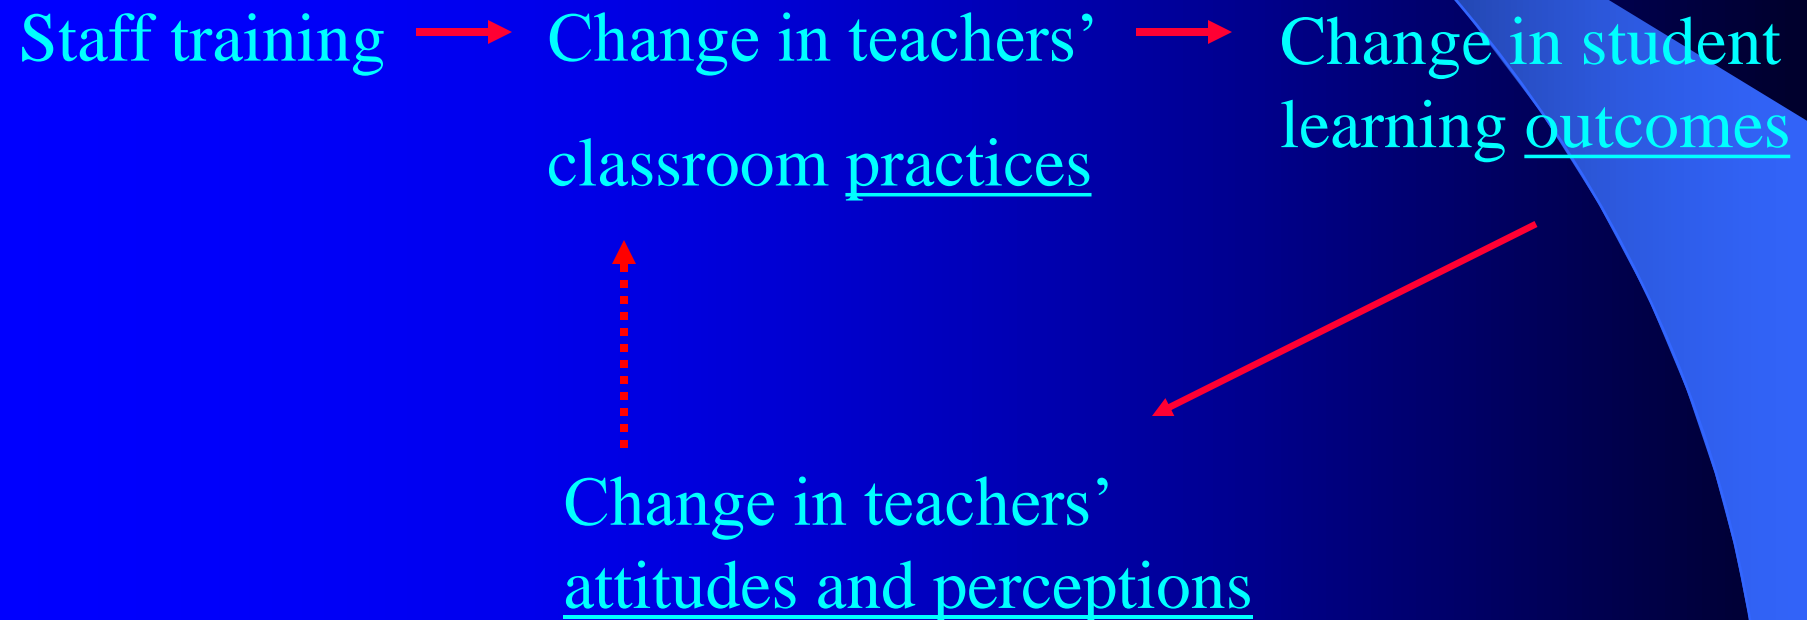 Staff training
Change in teachers’
classroom practices
Change in student
learning outcomes
Change in teachers’
attitudes and perceptions